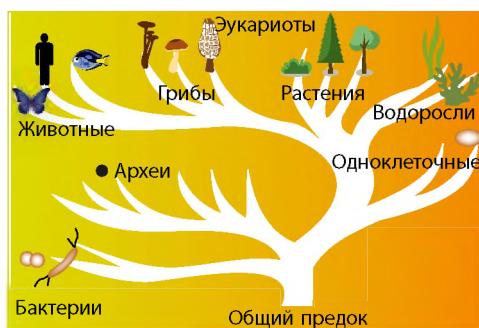 Эукариоты
Грибы
Растения
Водоросли
Животные
Одноклеточные
Археи
Бактерии
Общий предок